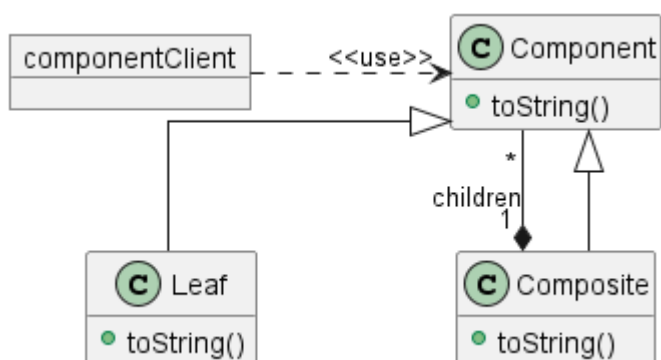 componentClient
<<use>>
C Component
toString()
*
children
1
C Leaf
toString()
C Composite
toString()